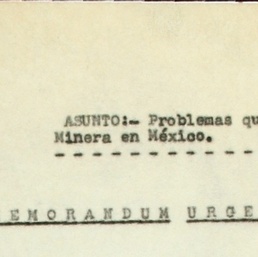 ASUNTO:- Problemas qu
Minera en México.
EMORANDUM URGE